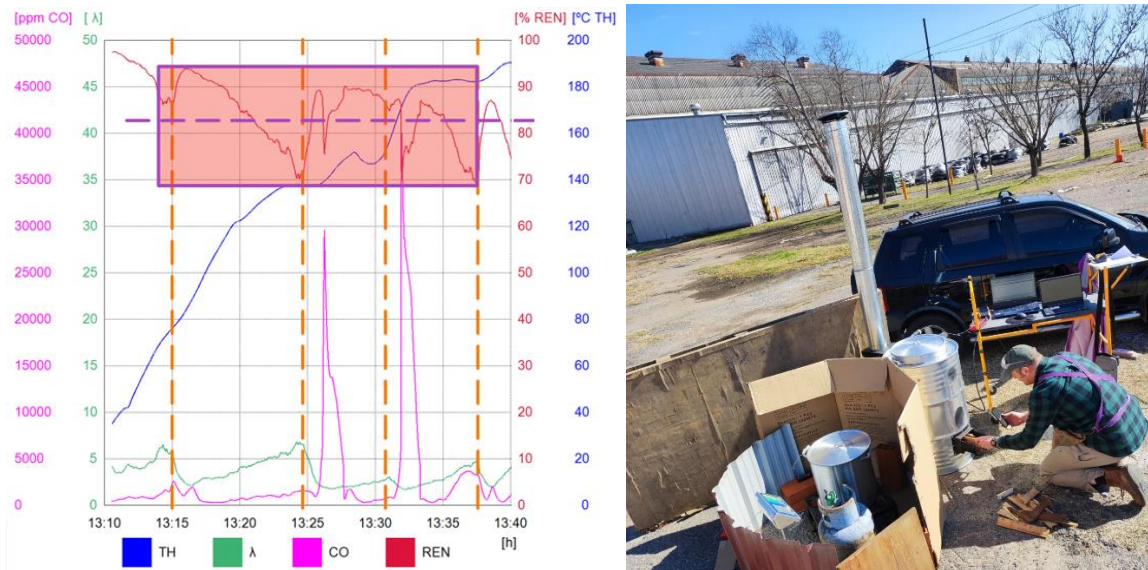 [ppm CO] [ λ ] [% REN] [ºC TH]
50000 50 100 200
45000 45 90 180
40000 40 80 160
35000 35 70 140
30000 30 60 120
25000 25 50 100
20000 20 40 80
15000 15 30 60
10000 10 20 40
5000 5 10 20
0 0 0 0
13:10 13:15 13:20 13:25 13:30 13:35 13:40
[h]
TH λ CO REN